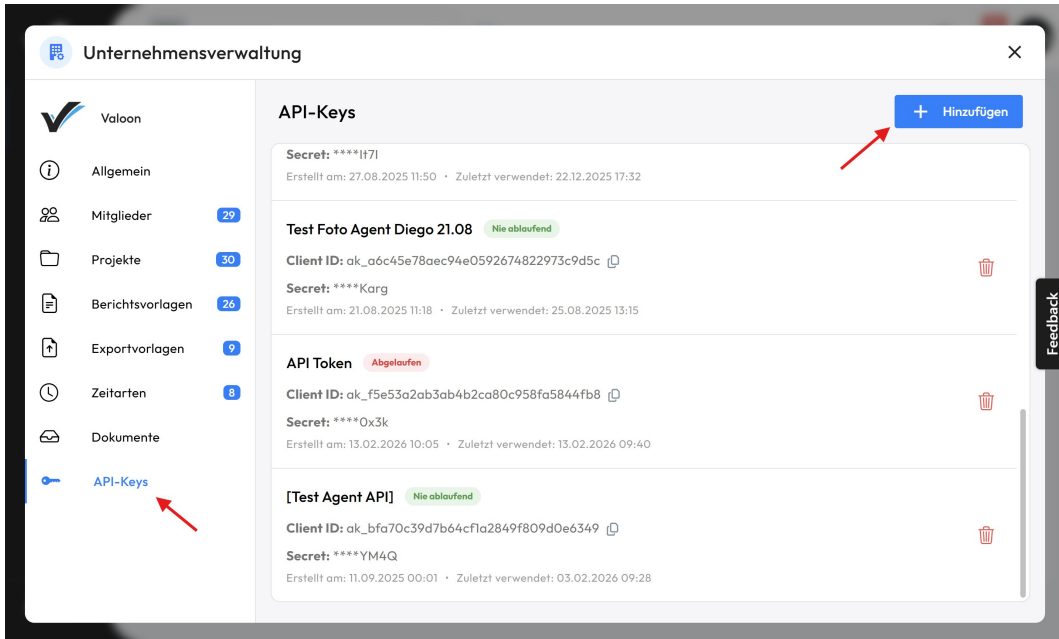 Unternehmensverwaltung
Valoon
Allgemein
Mitglieder 29
Projekte 30
Berichtsvorlagen 26
Exportvorlagen 9
Zeitarten 8
Dokumente
API-Keys
API-Keys
Hinzufügen
Secret: ****It7I
Erstellt am: 27.08.2025 11:50 • Zuletzt verwendet: 22.12.2025 17:32
Test Foto Agent Diego 21.08 Nie ablaufend
Client ID: ak_a6c45e78aec94e0592674822973c9d5c
Secret: ****Karg
Erstellt am: 21.08.2025 11:18 • Zuletzt verwendet: 25.08.2025 13:15
API Token Abgelaufen
Client ID: ak_f5e53a2ab3ab4b2ca80c958fa5844fb8
Secret: ****0x3k
Erstellt am: 13.02.2026 10:05 • Zuletzt verwendet: 13.02.2026 09:40
[Test Agent API] Nie ablaufend
Client ID: ak_bfa70c39d7b64cf1a2849f809d0e6349
Secret: ****YM4Q
Erstellt am: 11.09.2025 00:01 • Zuletzt verwendet: 03.02.2026 09:28
Feedback